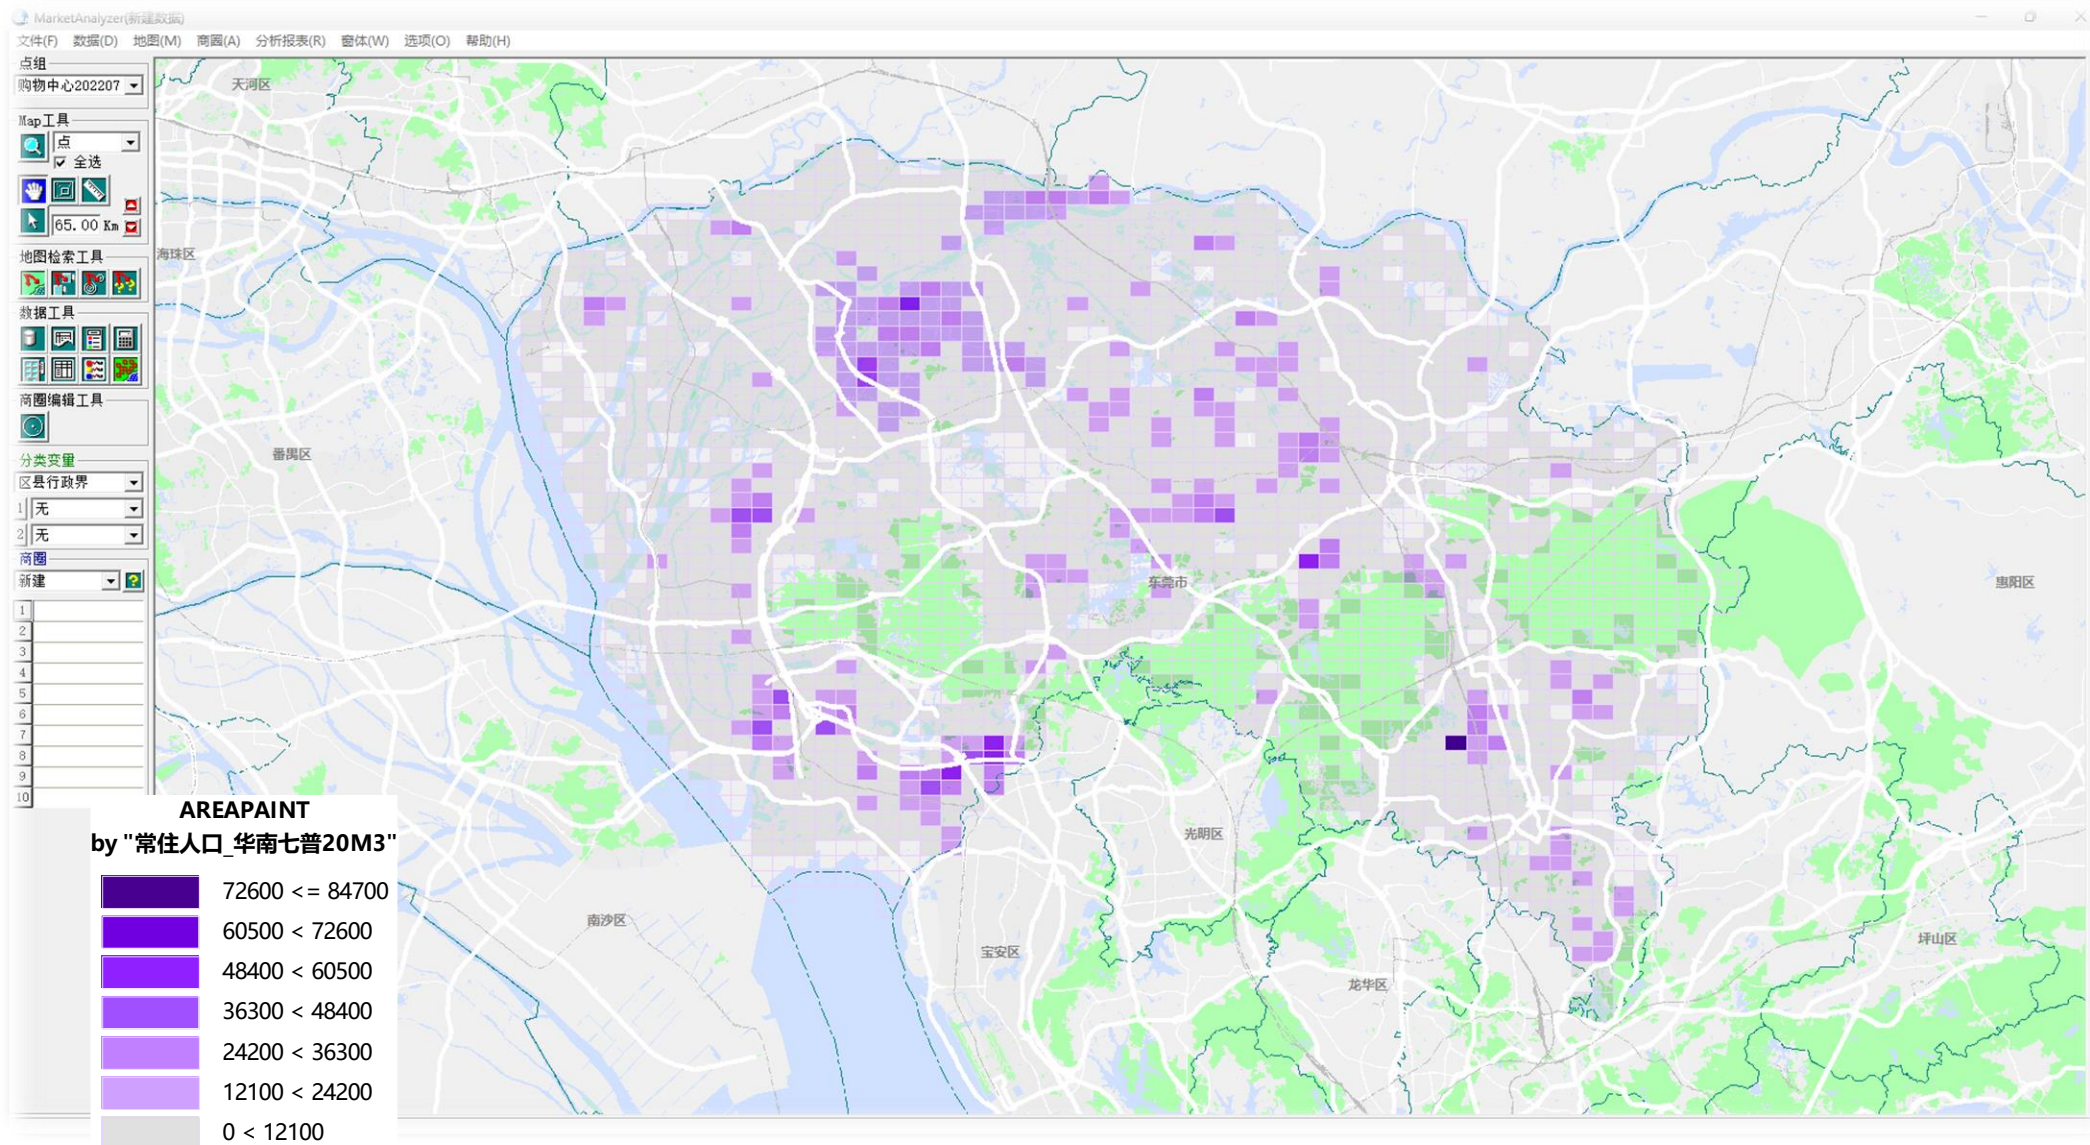 MarketAnalyzer(新建数据)
文件(F) 数据(D) 地图(M) 商圈(A) 分析报表(R) 窗体(W) 选项(O) 帮助(H)
点组
购物中心202207
Map工具
点
全选
65.00 Km
地图检索工具
数据工具
商圈编辑工具
分类变量
区县行政界
1 无
2 无
商圈
新建
1
2
3
4
5
6
7
8
9
10
天河区
海珠区
番禺区
东莞市
惠阳区
光明区
南沙区
宝安区
坪山区
龙华区
AREAPAINT
by "常住人口_华南七普20M3"
72600 <= 84700
60500 < 72600
48400 < 60500
36300 < 48400
24200 < 36300
12100 < 24200
0 < 12100